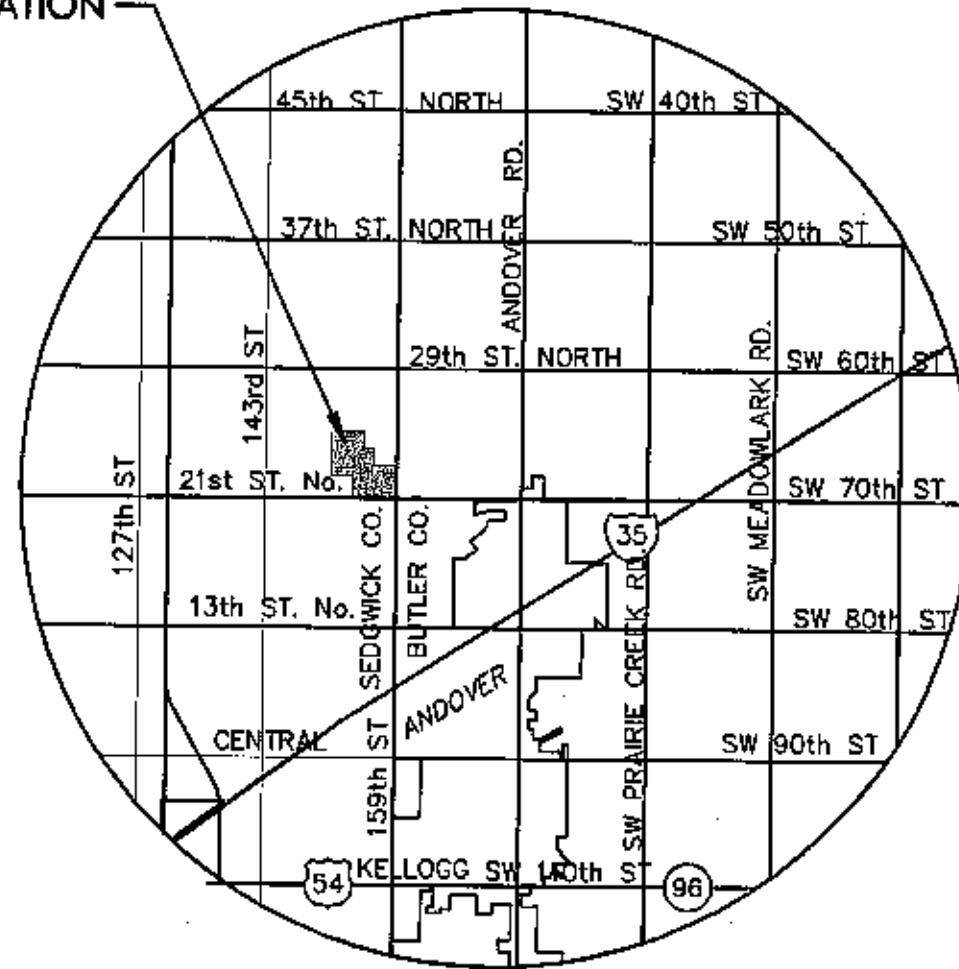 ATION
45th ST NORTH SW 40th ST
ANDOVER RD.
37th ST. NORTH SW 50th ST
143rd ST
29th ST. NORTH SW 60th ST
SW MEADOWLARK RD.
127th ST
21st ST. No. SW 70th ST
SEDGWICK CO.
BUTLER CO.
35
SW PRAIRIE CREEK RD.
13th ST. No. SW 80th ST
ANDOVER
159th ST
CENTRAL SW 90th ST
54 KELLOGG SW ST 96